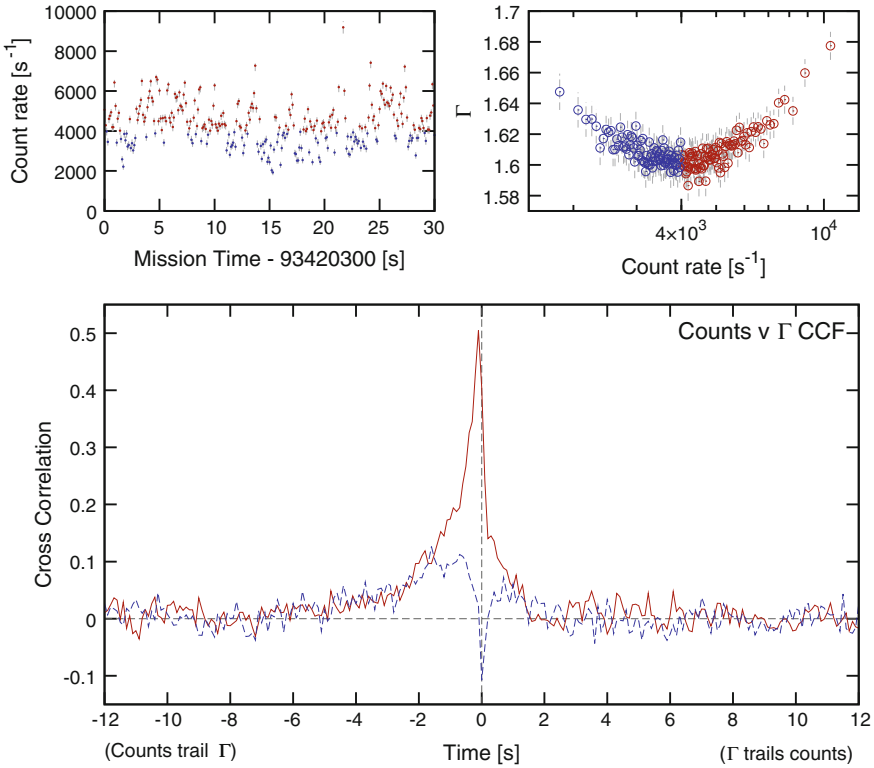 10000
8000
6000
4000
2000
0
Count rate [s⁻¹]
0 5 10 15 20 25 30
Mission Time - 93420300 [s]
1.7
1.68
1.66
1.64
1.62
1.6
1.58
Γ
4×10³ 10⁴
Count rate [s⁻¹]
Counts v Γ CCF
0.5
0.4
0.3
0.2
0.1
0
-0.1
Cross Correlation
-12 -10 -8 -6 -4 -2 0 2 4 6 8 10 12
(Counts trail Γ) Time [s] (Γ trails counts)